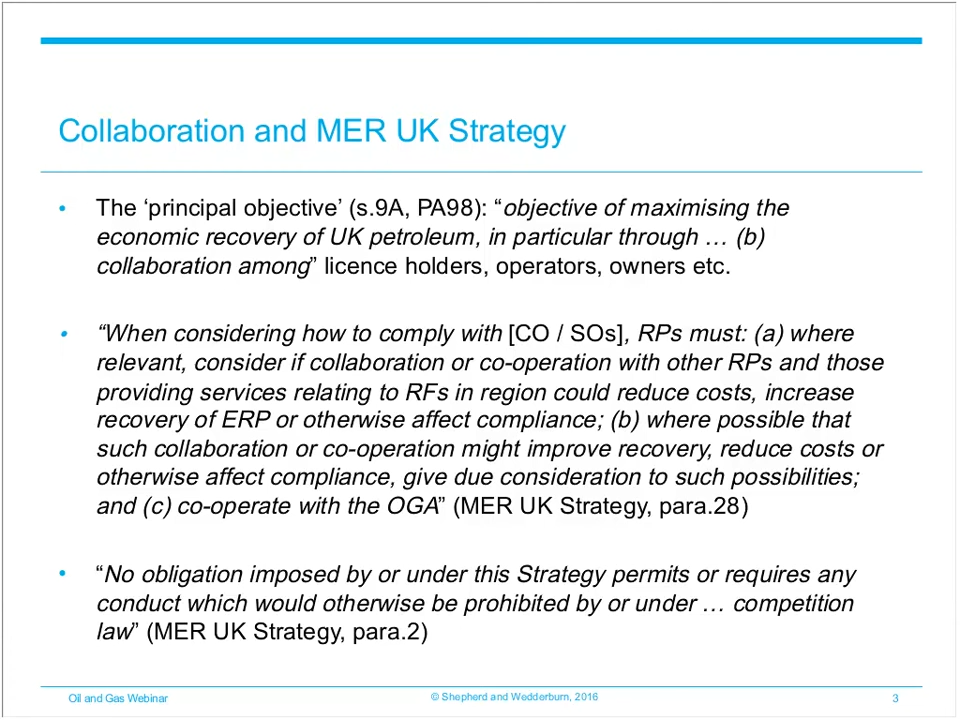 Collaboration and MER UK Strategy
• The ‘principal objective’ (s.9A, PA98): “objective of maximising the
economic recovery of UK petroleum, in particular through … (b)
collaboration among” licence holders, operators, owners etc.
• “When considering how to comply with [CO / SOs], RPs must: (a) where
relevant, consider if collaboration or co-operation with other RPs and those
providing services relating to RFs in region could reduce costs, increase
recovery of ERP or otherwise affect compliance; (b) where possible that
such collaboration or co-operation might improve recovery, reduce costs or
otherwise affect compliance, give due consideration to such possibilities;
and (c) co-operate with the OGA” (MER UK Strategy, para.28)
• “No obligation imposed by or under this Strategy permits or requires any
conduct which would otherwise be prohibited by or under … competition
law” (MER UK Strategy, para.2)
Oil and Gas Webinar
© Shepherd and Wedderburn, 2016
3